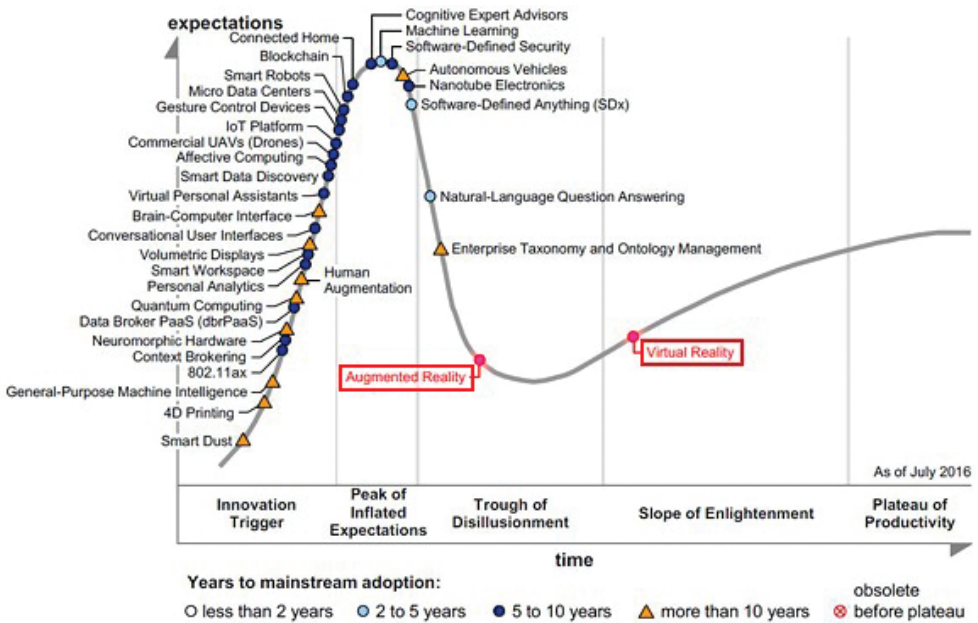 expectations
Cognitive Expert Advisors
Machine Learning
Software-Defined Security
Connected Home
Blockchain
Autonomous Vehicles
Smart Robots
Nanotube Electronics
Micro Data Centers
Gesture Control Devices
Software-Defined Anything (SDx)
IoT Platform
Commercial UAVs (Drones)
Affective Computing
Smart Data Discovery
Virtual Personal Assistants
Natural-Language Question Answering
Brain-Computer Interface
Conversational User Interfaces
Volumetric Displays
Enterprise Taxonomy and Ontology Management
Smart Workspace
Personal Analytics
Human
Augmentation
Quantum Computing
Data Broker PaaS (dbrPaaS)
Neuromorphic Hardware
Context Brokering
802.11ax
Virtual Reality
Augmented Reality
General-Purpose Machine Intelligence
4D Printing
Smart Dust
As of July 2016
Innovation
Trigger
Peak of
Inflated
Expectations
Trough of
Disillusionment
Slope of Enlightenment
Plateau of
Productivity
time
Years to mainstream adoption:
less than 2 years
2 to 5 years
5 to 10 years
more than 10 years
obsolete
before plateau